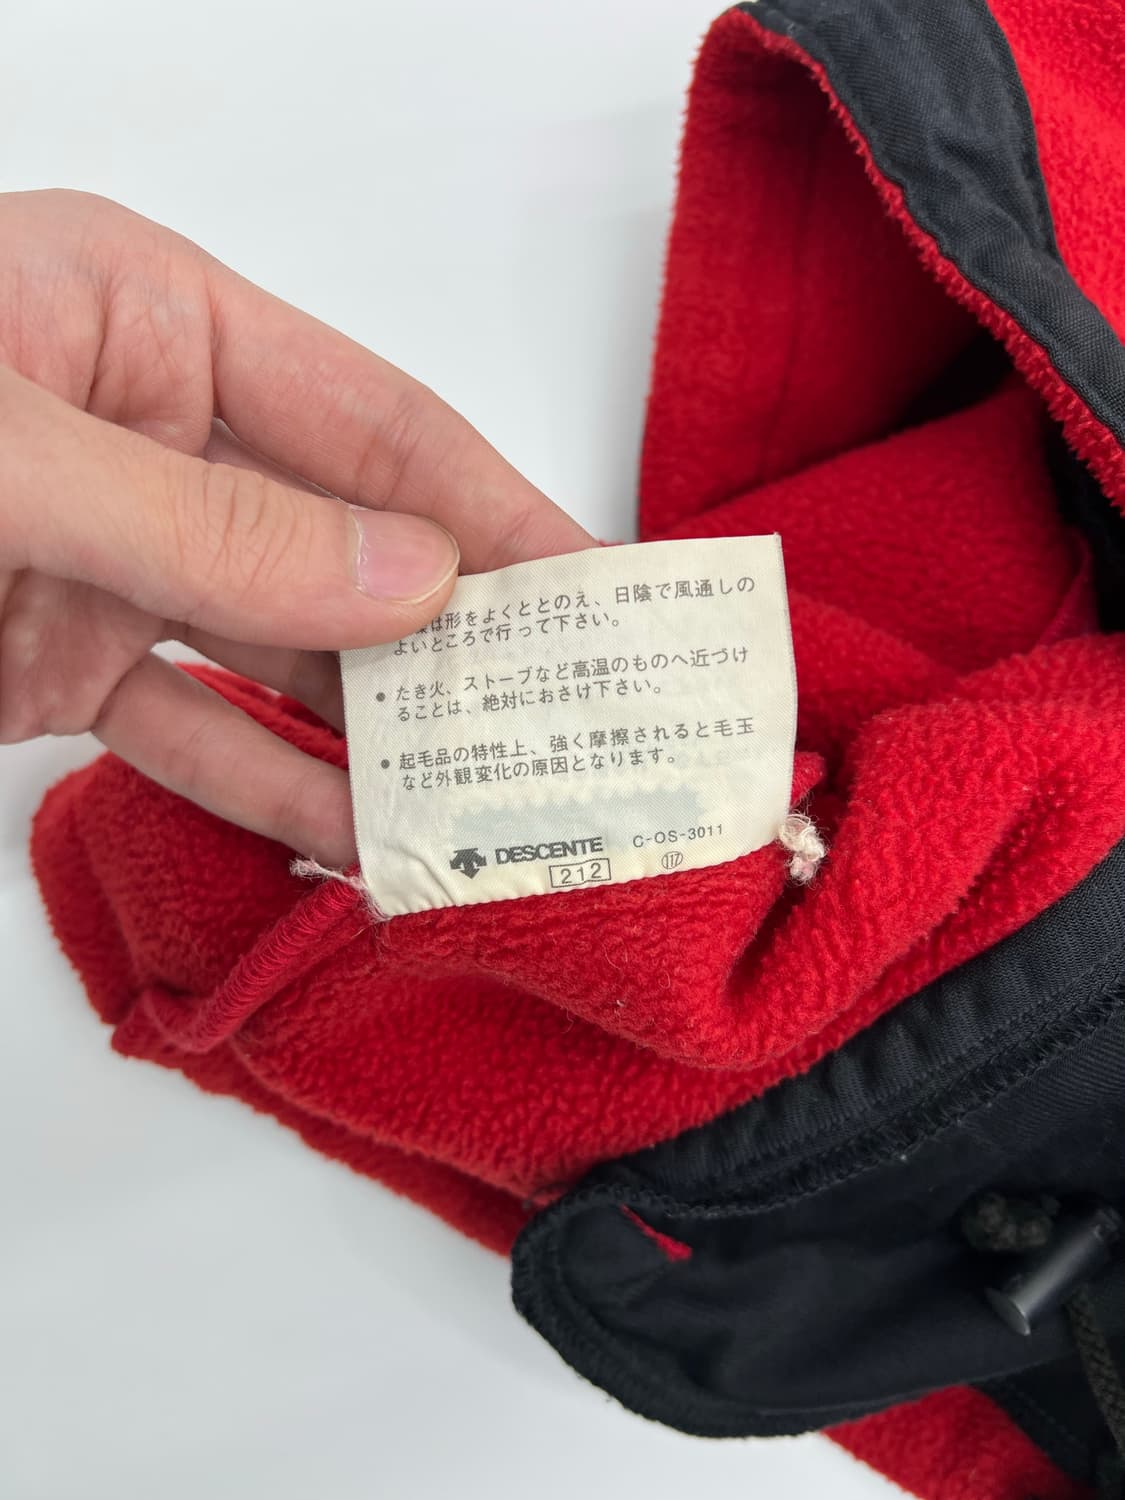 は形をよくととのえ、日陰で風通しの
よいところで行って下さい。
● たき火、ストーブなど高温のものへ近づけ
ることは、絶対におさけ下さい。
● 起毛品の特性上、強く摩擦されると毛玉
など外観変化の原因となります。
DESCENTE C-OS-3011
212 117